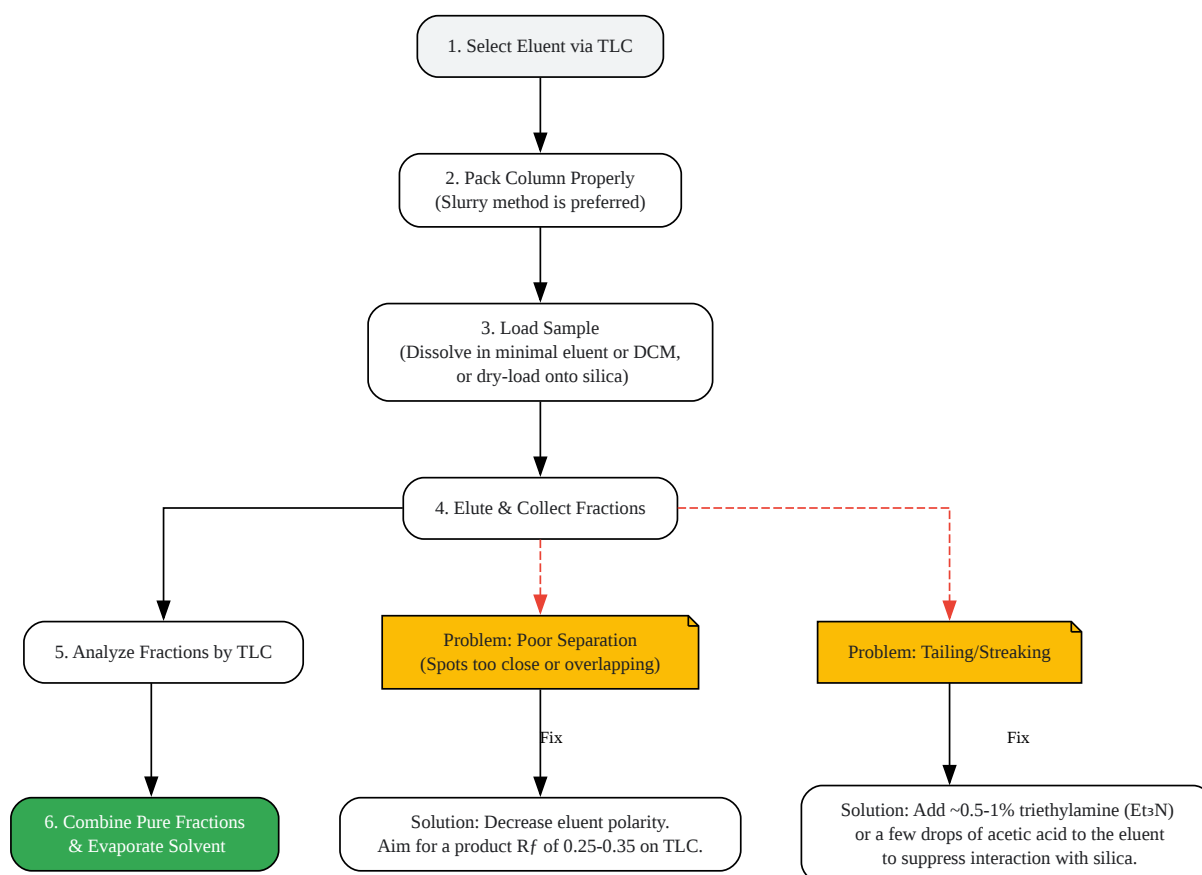 1. Select Eluent via TLC
2. Pack Column Properly
(Slurry method is preferred)
3. Load Sample
(Dissolve in minimal eluent or DCM,
or dry-load onto silica)
4. Elute & Collect Fractions
5. Analyze Fractions by TLC
Problem: Poor Separation
(Spots too close or overlapping)
Problem: Tailing/Streaking
Fix
Fix
6. Combine Pure Fractions
& Evaporate Solvent
Solution: Decrease eluent polarity.
Aim for a product Rƒ of 0.25-0.35 on TLC.
Solution: Add ~0.5-1% triethylamine (Et₃N)
or a few drops of acetic acid to the eluent
to suppress interaction with silica.